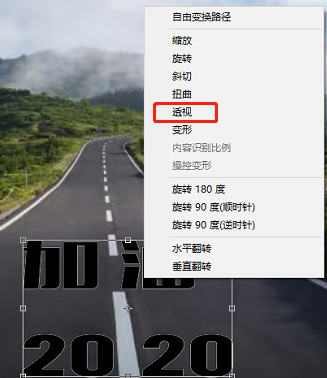 自由变换路径
缩放
旋转
斜切
扭曲
透视
变形
内容识别比例
操控变形
旋转 180 度
旋转 90 度(顺时针)
旋转 90 度(逆时针)
水平翻转
垂直翻转
加油
2020